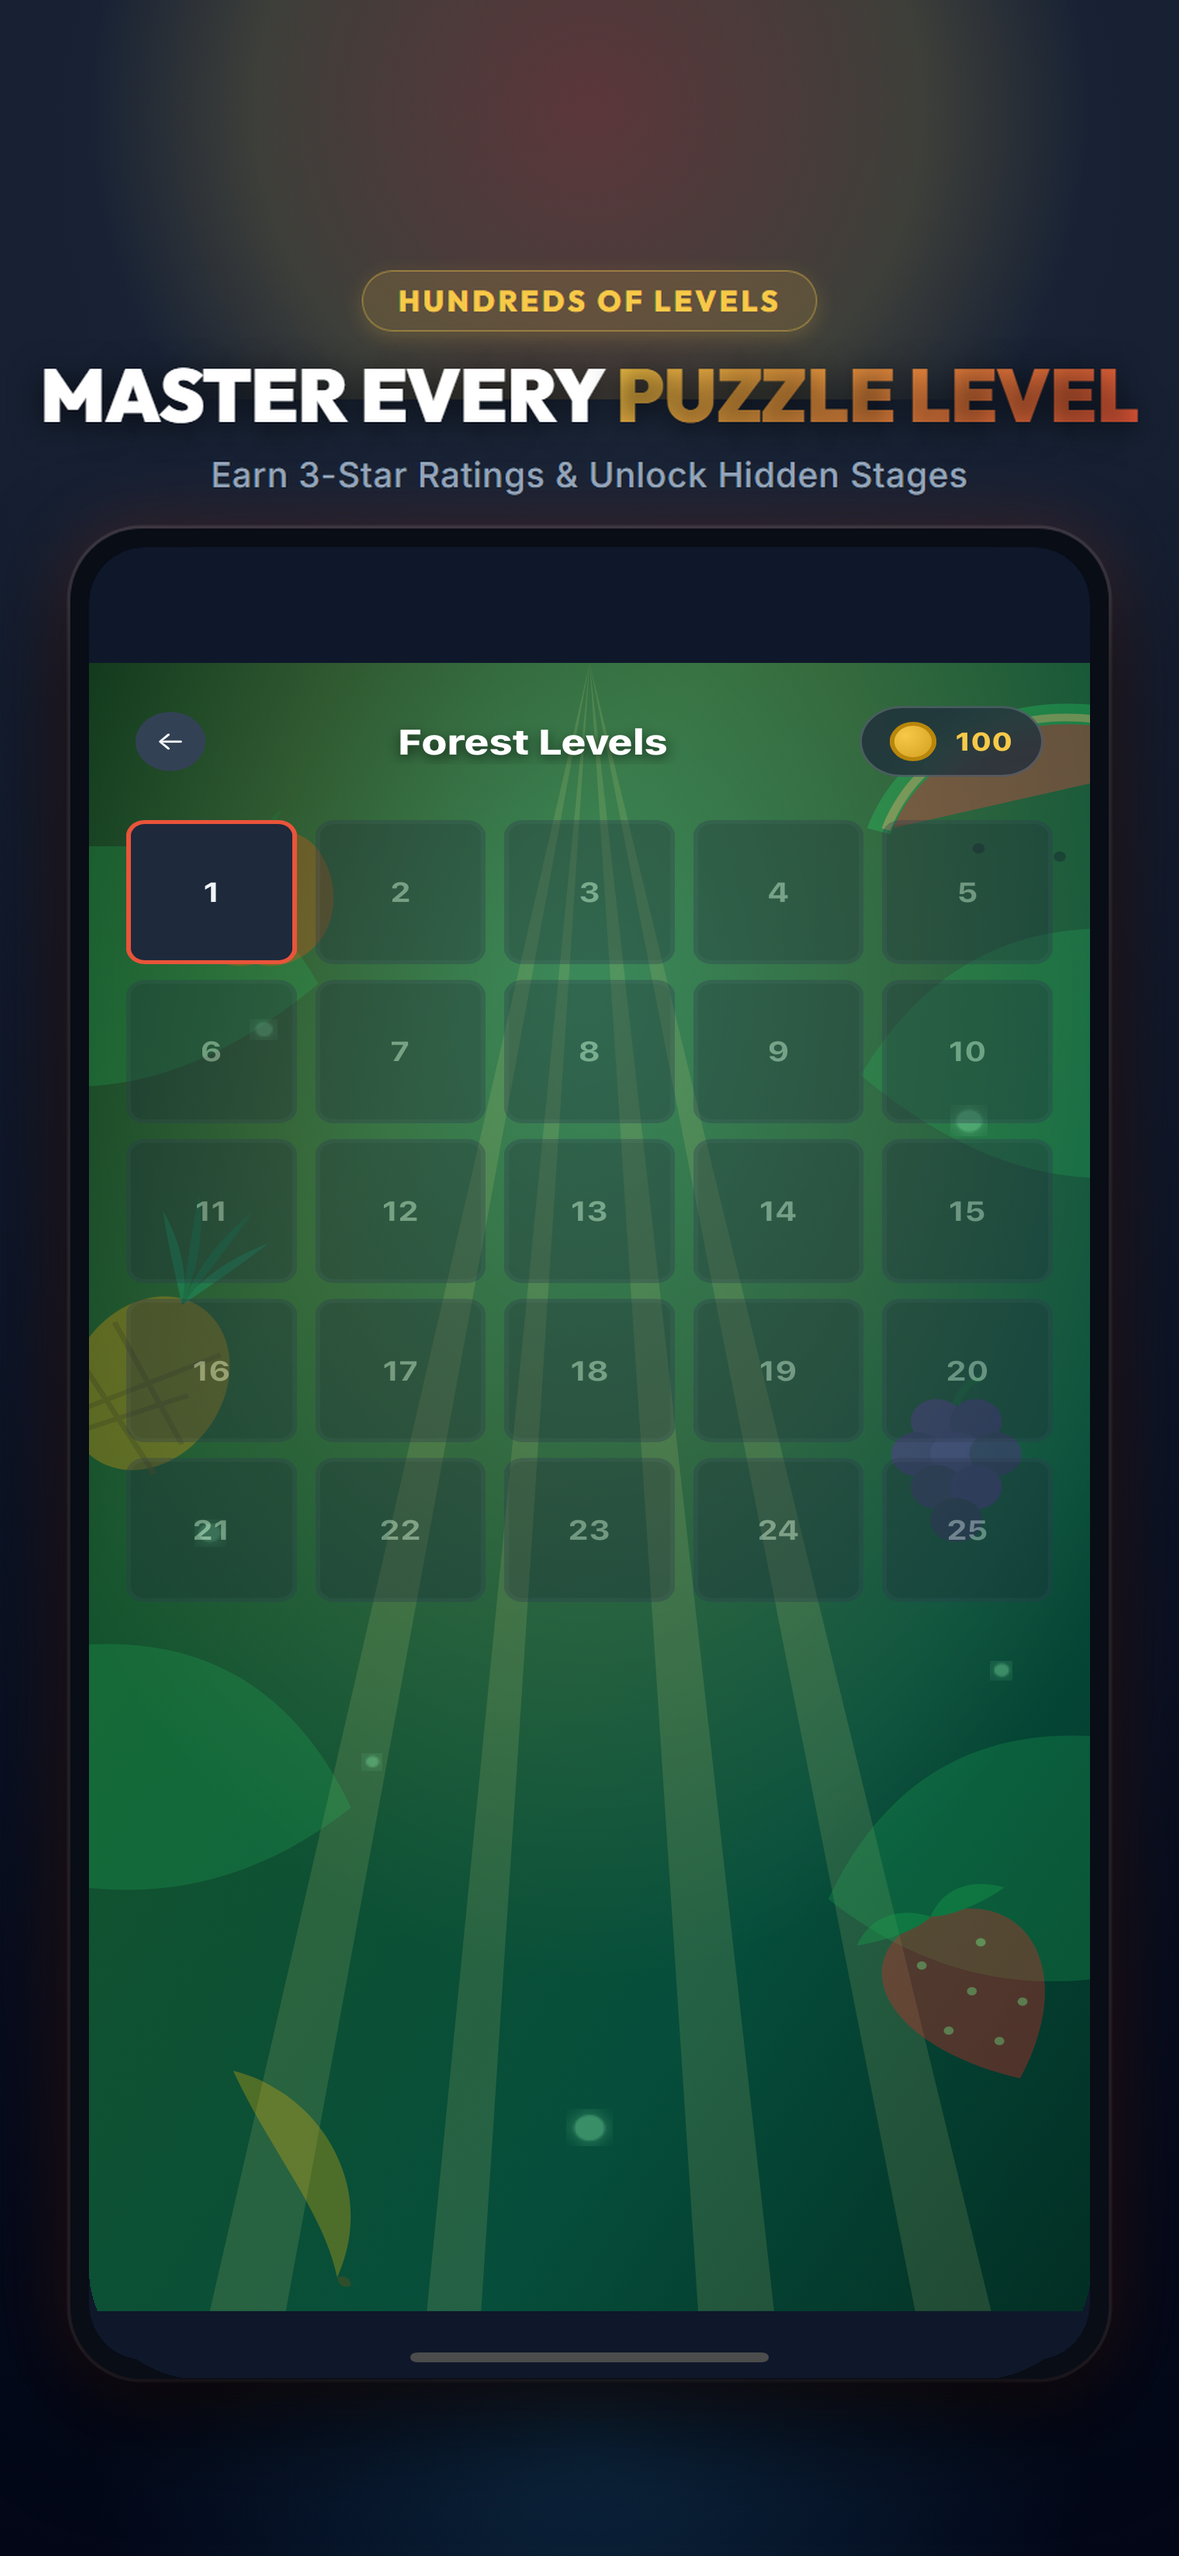 HUNDREDS OF LEVELS
MASTER EVERY PUZZLE LEVEL
Earn 3-Star Ratings & Unlock Hidden Stages
Forest Levels
100
1 2 3 4 5
6 7 8 9 10
11 12 13 14 15
16 17 18 19 20
21 22 23 24 25